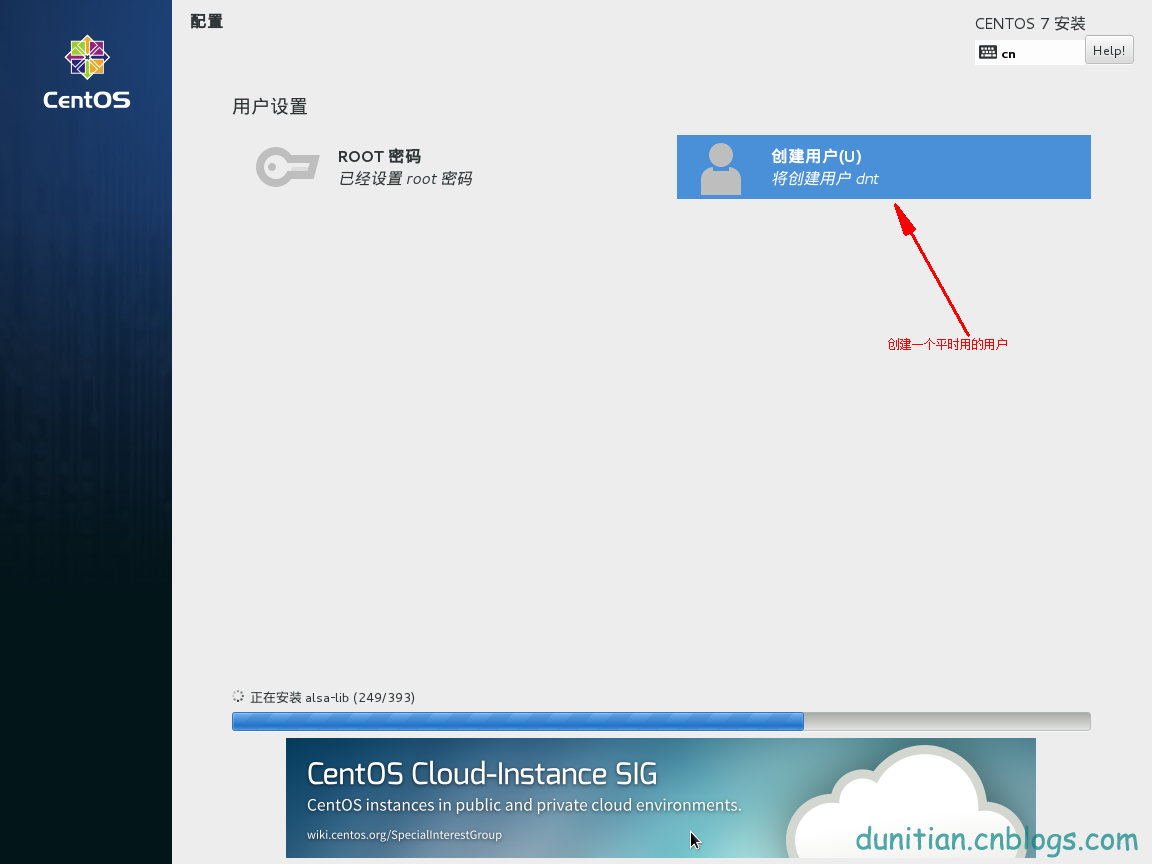 配置
CENTOS 7 安装
cn
Help!
CentOS
用户设置
ROOT 密码
已经设置 root 密码
创建用户(U)
将创建用户 dnt
创建一个平时用的用户
正在安装 alsa-lib (249/393)
CentOS Cloud-Instance SIG
CentOS instances in public and private cloud environments.
wiki.centos.org/SpecialInterestGroup
dunitian.cnblogs.com